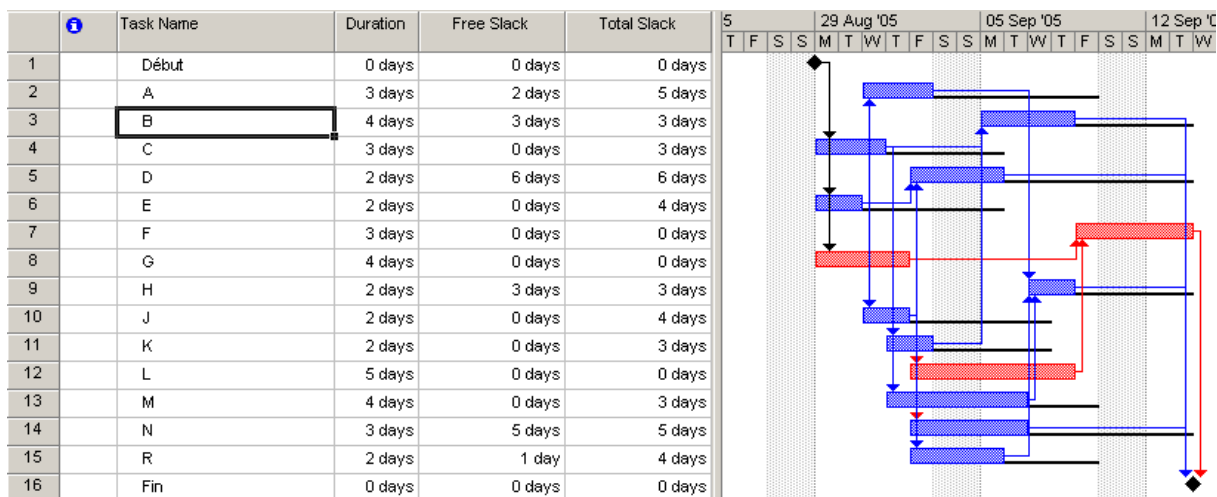 Task Name Duration Free Slack Total Slack 5 29 Aug '05 05 Sep '05 12 Sep '0
T F S S M T W T F S S M T W T F S S M T W
1 Début 0 days 0 days 0 days
2 A 3 days 2 days 5 days
3 B 4 days 3 days 3 days
4 C 3 days 0 days 3 days
5 D 2 days 6 days 6 days
6 E 2 days 0 days 4 days
7 F 3 days 0 days 0 days
8 G 4 days 0 days 0 days
9 H 2 days 3 days 3 days
10 J 2 days 0 days 4 days
11 K 2 days 0 days 3 days
12 L 5 days 0 days 0 days
13 M 4 days 0 days 3 days
14 N 3 days 5 days 5 days
15 R 2 days 1 day 4 days
16 Fin 0 days 0 days 0 days